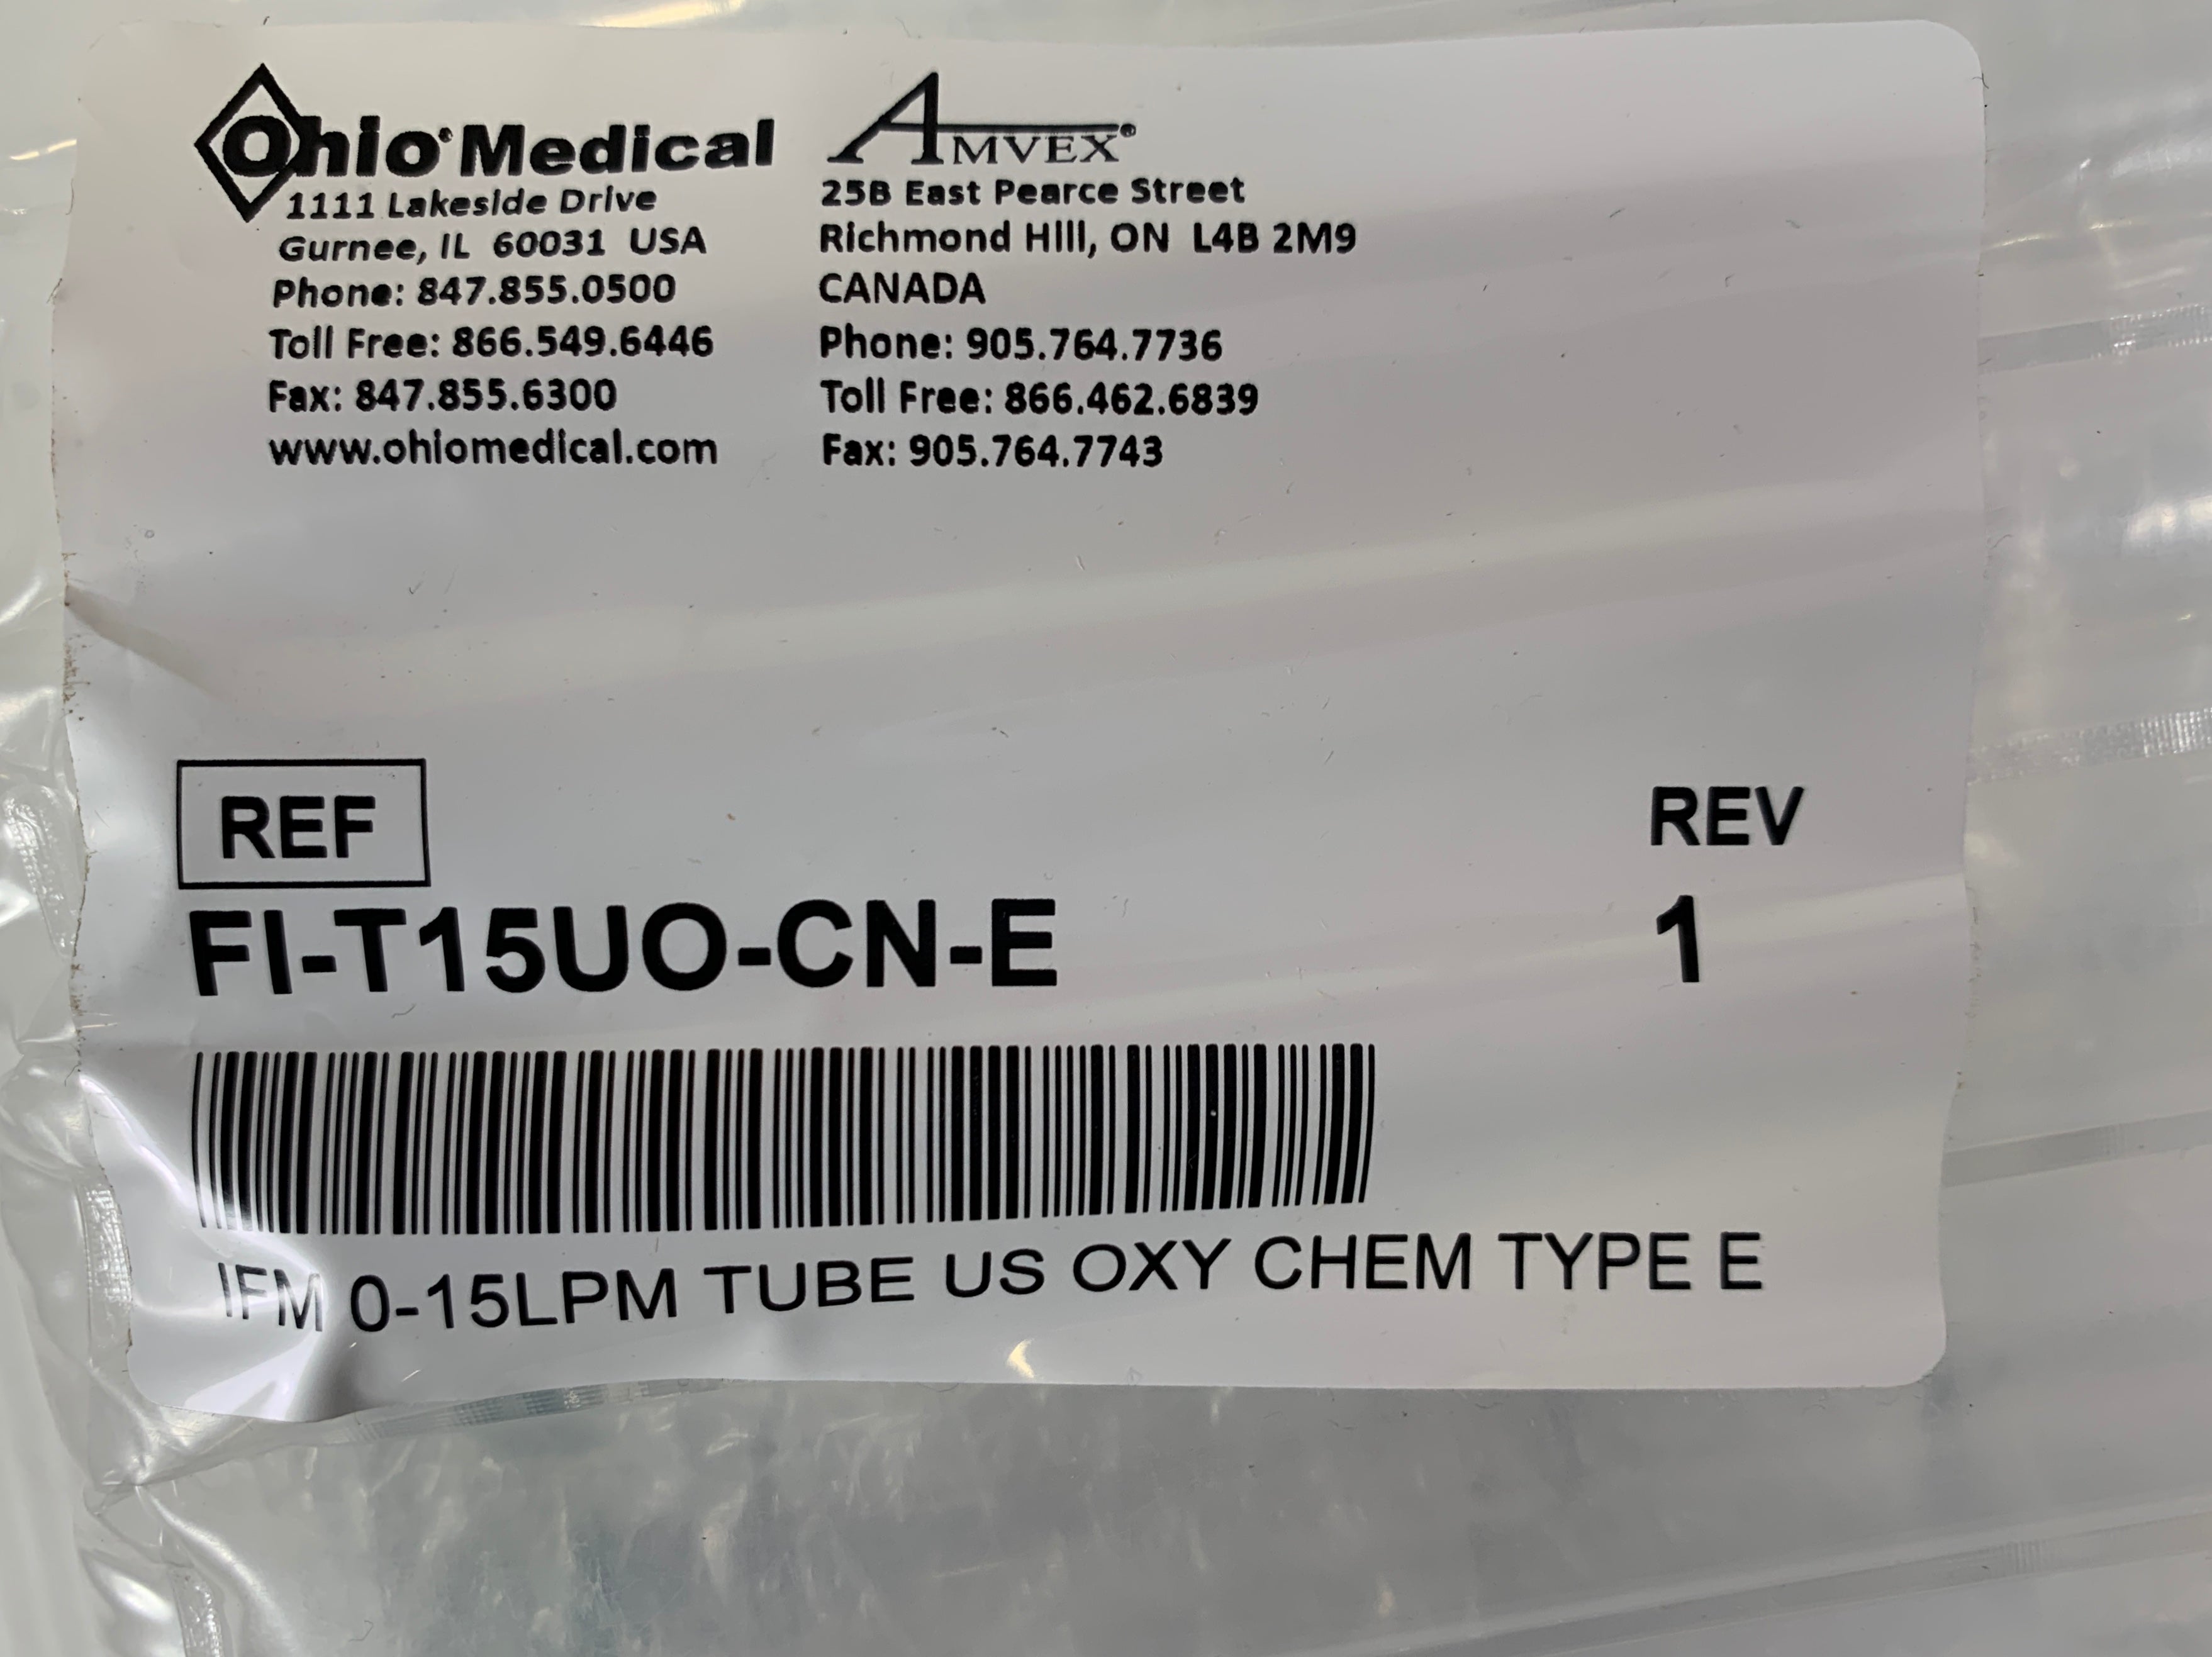 Ohio® Medical
1111 Lakeside Drive
Gurnee, IL 60031 USA
Phone: 847.855.0500
Toll Free: 866.549.6446
Fax: 847.855.6300
www.ohiomedical.com
AMVEX®
25B East Pearce Street
Richmond Hill, ON L4B 2M9
CANADA
Phone: 905.764.7736
Toll Free: 866.462.6839
Fax: 905.764.7743
REF
FI-T15UO-CN-E
REV
1
IFM 0-15LPM TUBE US OXY CHEM TYPE E